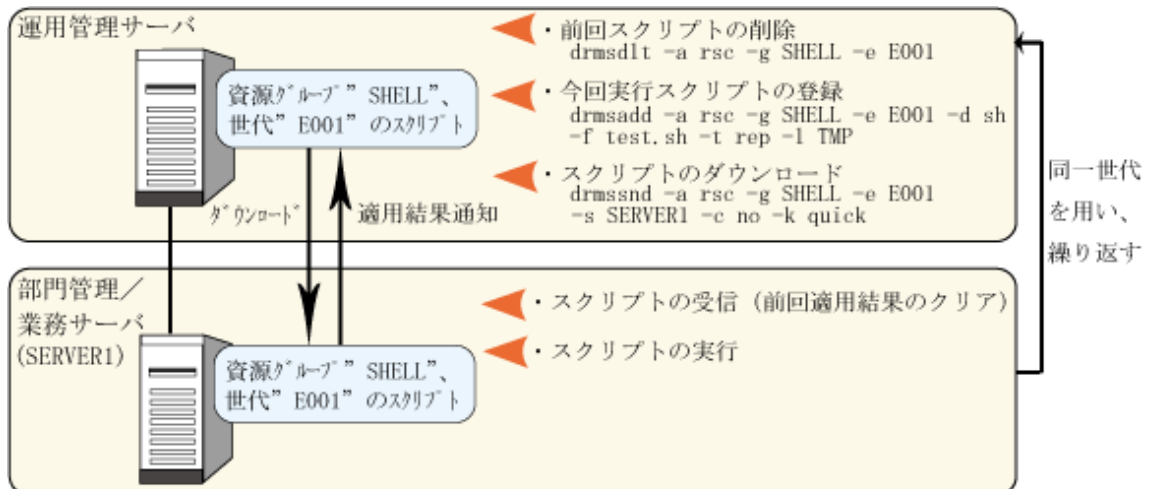 運用管理サーバ
・前回スクリプトの削除
drmsdlt -a rsc -g SHELL -e E001
資源ｸﾞﾙｰﾌﾟ” SHELL”、
世代” E001” のｽｸﾘﾌﾟﾄ
・今回実行スクリプトの登録
drmsadd -a rsc -g SHELL -e E001 -d sh
-f test.sh -t rep -l TMP
・スクリプトのダウンロード
drmssnd -a rsc -g SHELL -e E001
-s SERVER1 -c no -k quick
ﾀﾞｳﾝﾛｰﾄﾞ
適用結果通知
同一世代
を用い、
繰り返す
部門管理／
業務サーバ
(SERVER1)
・スクリプトの受信（前回適用結果のクリア）
・スクリプトの実行
資源ｸﾞﾙｰﾌﾟ” SHELL”、
世代” E001” のｽｸﾘﾌﾟﾄ